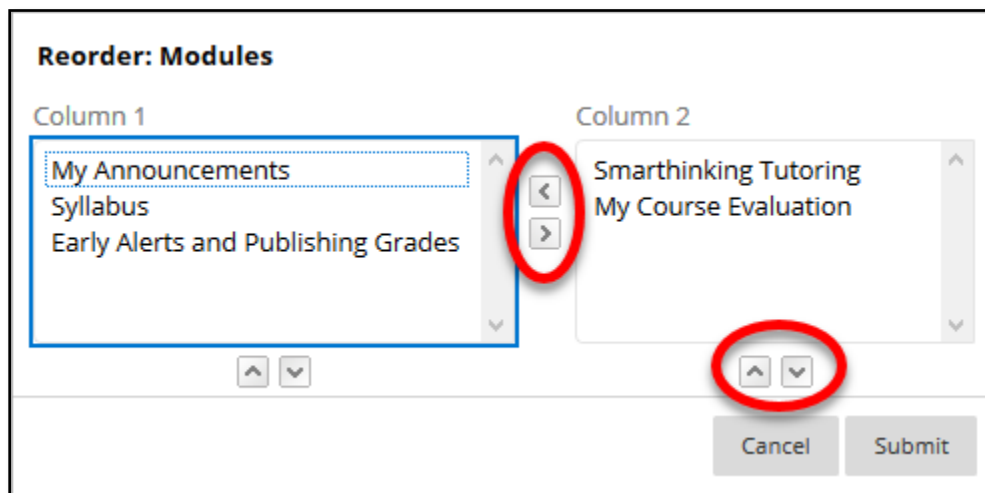 Reorder: Modules
Column 1
Column 2
My Announcements
Syllabus
Early Alerts and Publishing Grades
Smarthinking Tutoring
My Course Evaluation
Cancel
Submit